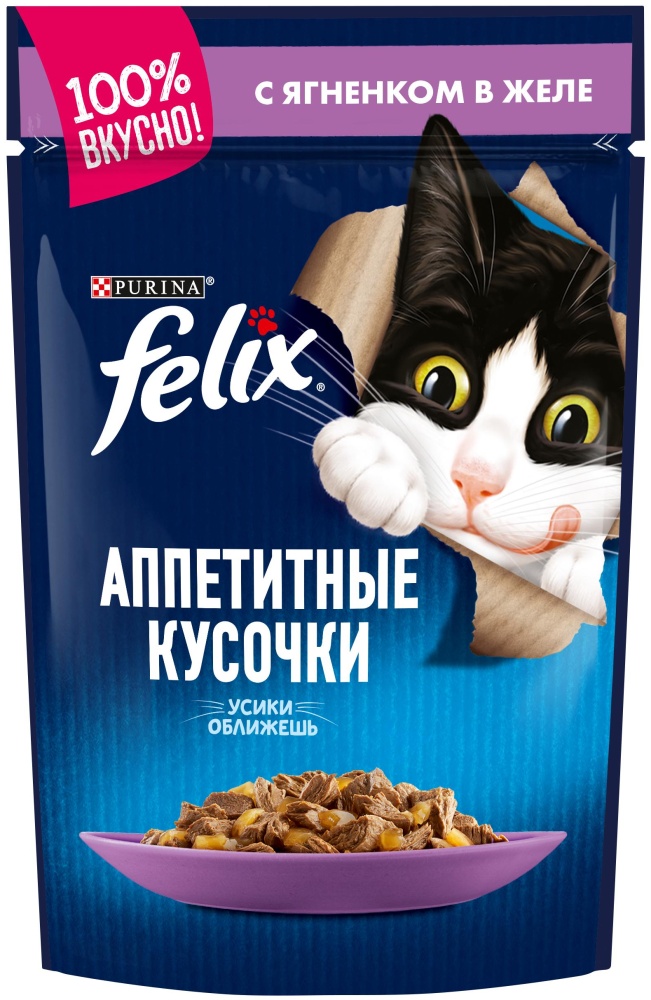 100%
ВКУСНО!
С ЯГНЕНКОМ В ЖЕЛЕ
PURINA®
felix®
АППЕТИТНЫЕ
КУСОЧКИ
УСИКИ
ОБЛИЖЕШЬ